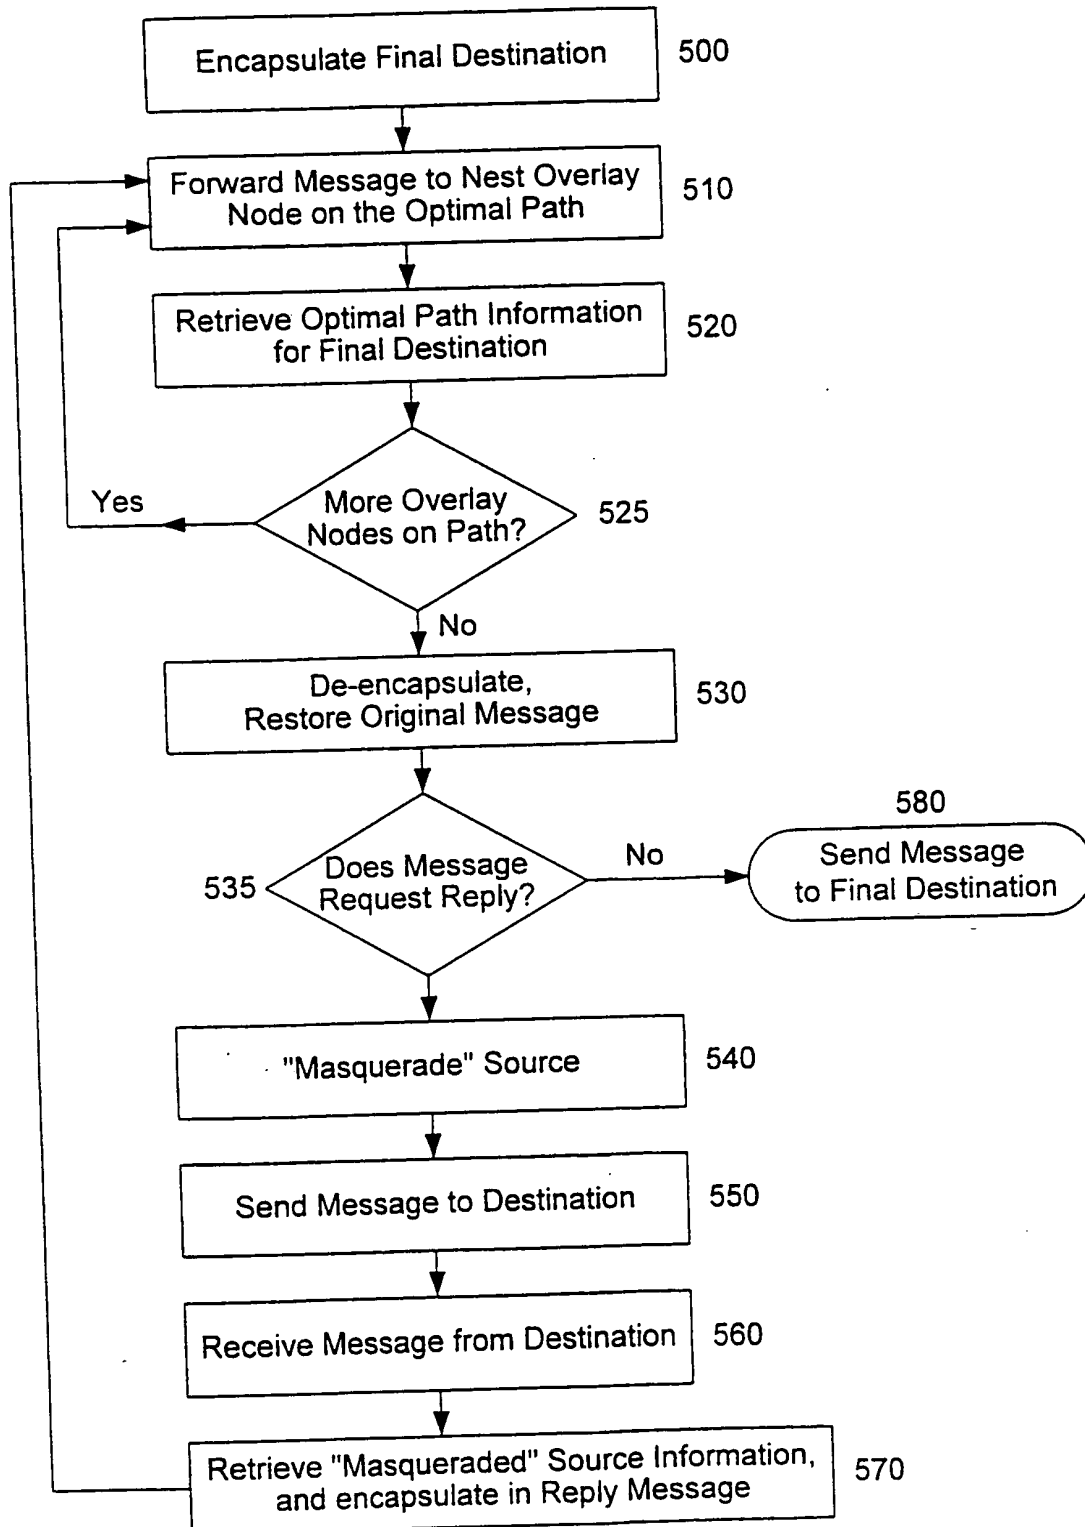 Encapsulate Final Destination
500
Forward Message to Nest Overlay
Node on the Optimal Path
510
Retrieve Optimal Path Information
for Final Destination
520
Yes
More Overlay
Nodes on Path?
525
No
De-encapsulate,
Restore Original Message
530
580
535
Does Message
Request Reply?
No
Send Message
to Final Destination
"Masquerade" Source
540
Send Message to Destination
550
Receive Message from Destination
560
Retrieve "Masqueraded" Source Information,
and encapsulate in Reply Message
570